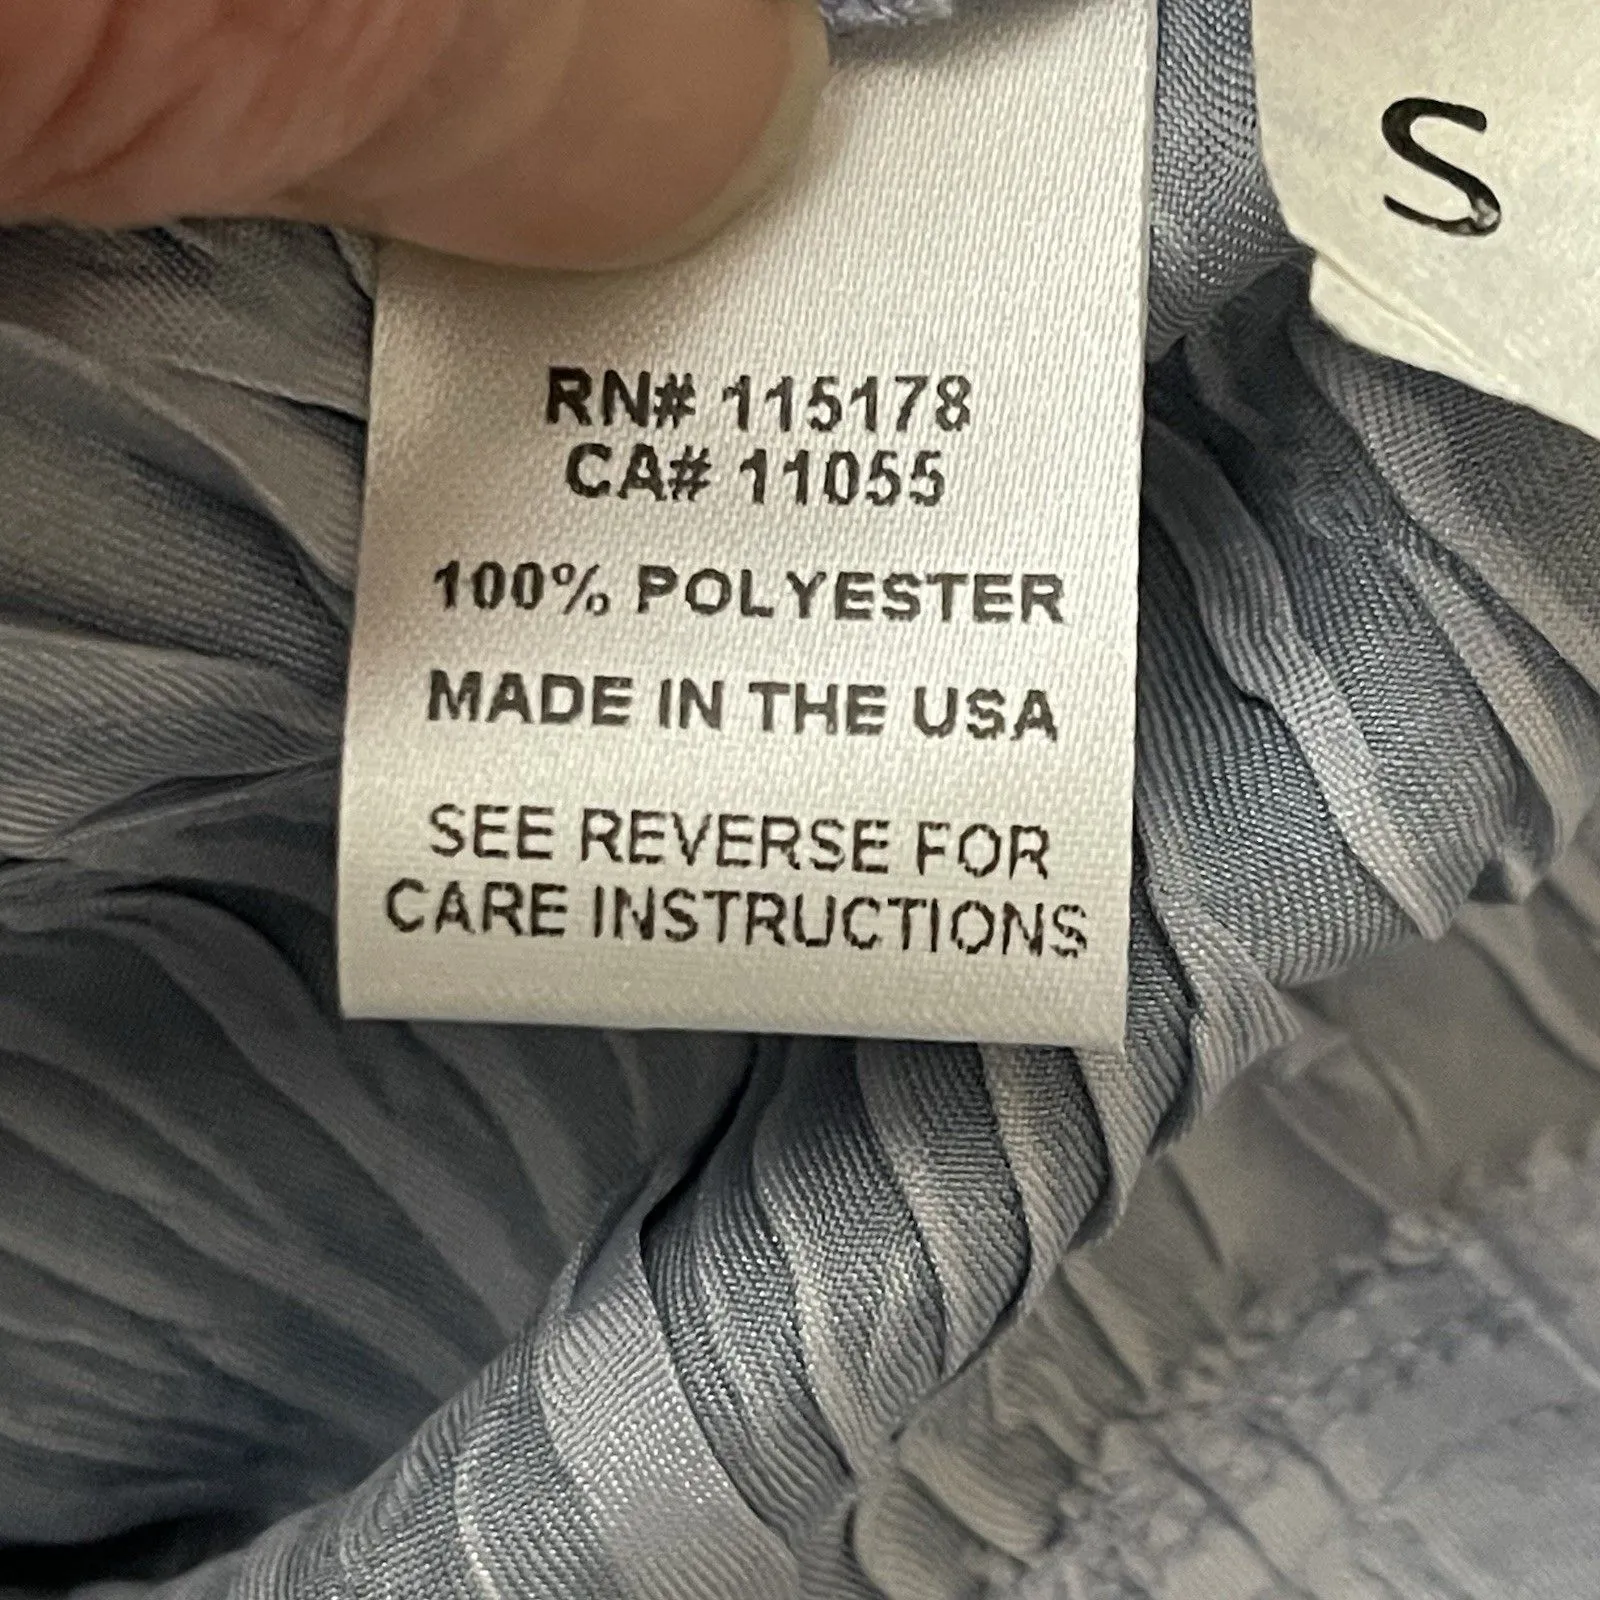 S
RN# 115178
CA# 11055
100% POLYESTER
MADE IN THE USA
SEE REVERSE FOR
CARE INSTRUCTIONS